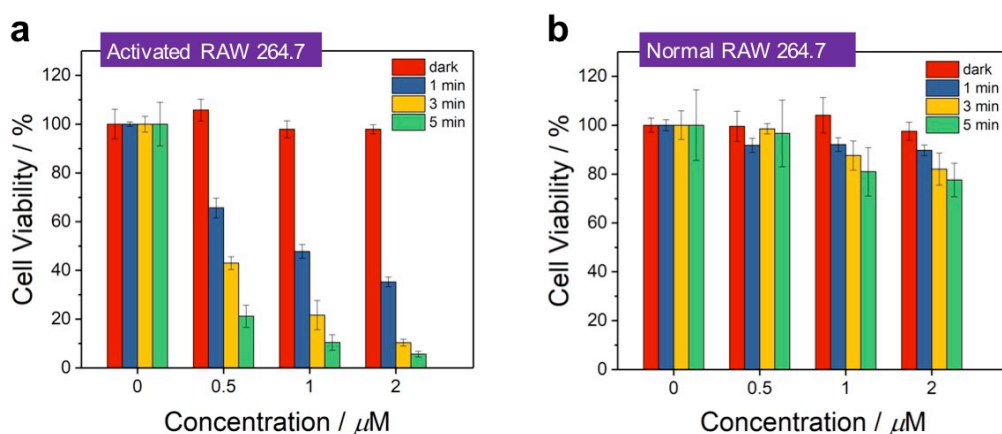 a
Activated RAW 264.7
120
100
80
60
40
20
0
Cell Viability / %
dark
1 min
3 min
5 min
0 0.5 1 2
Concentration / μM
b
Normal RAW 264.7
120
100
80
60
40
20
0
Cell Viability / %
dark
1 min
3 min
5 min
0 0.5 1 2
Concentration / μM